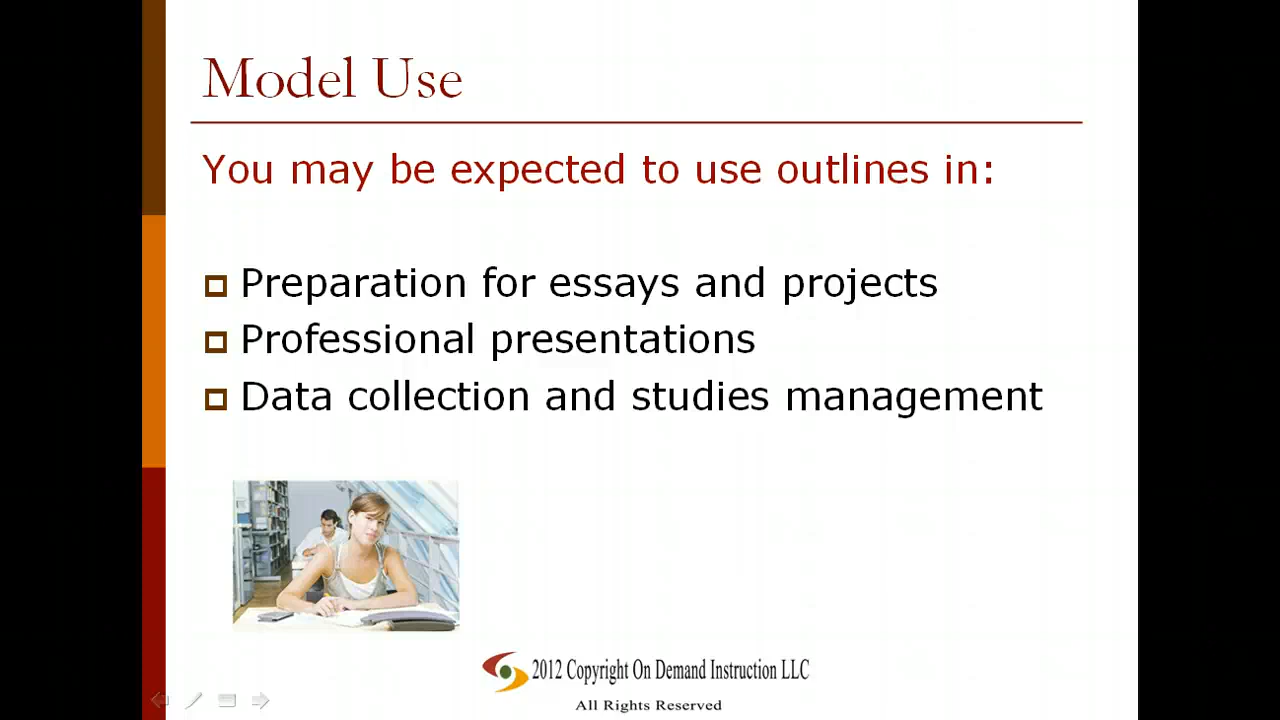 Model Use
You may be expected to use outlines in:
Preparation for essays and projects
Professional presentations
Data collection and studies management
2012 Copyright On Demand Instruction LLC
All Rights Reserved